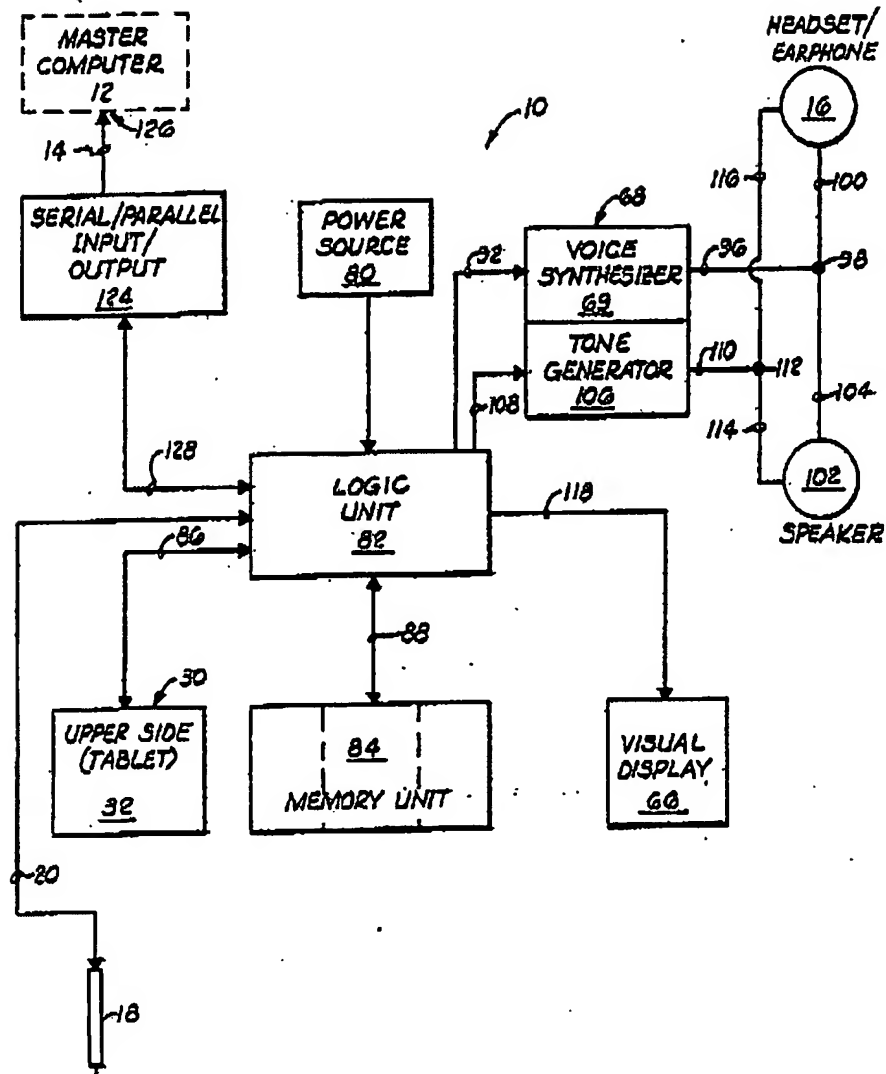 MASTER
COMPUTER
12
126
14
SERIAL/PARALLEL
INPUT/
OUTPUT
124
10
POWER
SOURCE
80
68
92
VOICE
SYNTHESIZER
69
96
TONE
GENERATOR
106
108
110
HEADSET/
EARPHONE
16
116
100
98
112
104
114
102
SPEAKER
128
86
LOGIC
UNIT
82
118
88
30
UPPER SIDE
(TABLET)
32
84
MEMORY UNIT
VISUAL
DISPLAY
66
20
18